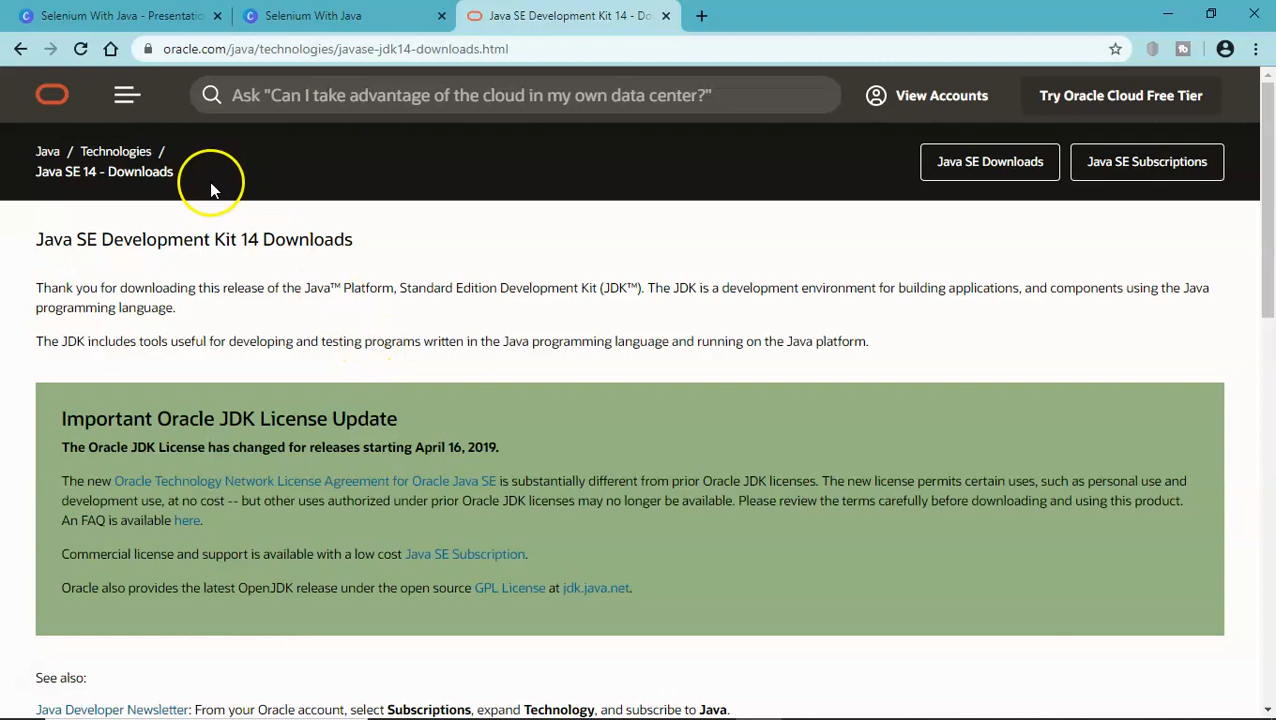 Selenium With Java - Presentatio
Selenium With Java
Java SE Development Kit 14 - Do
oracle.com/java/technologies/javase-jdk14-downloads.html
Ask "Can I take advantage of the cloud in my own data center?"
View Accounts
Try Oracle Cloud Free Tier
Java / Technologies /
Java SE 14 - Downloads
Java SE Downloads
Java SE Subscriptions
Java SE Development Kit 14 Downloads
Thank you for downloading this release of the Java™ Platform, Standard Edition Development Kit (JDK™). The JDK is a development environment for building applications, and components using the Java
programming language.
The JDK includes tools useful for developing and testing programs written in the Java programming language and running on the Java platform.
Important Oracle JDK License Update
The Oracle JDK License has changed for releases starting April 16, 2019.
The new Oracle Technology Network License Agreement for Oracle Java SE is substantially different from prior Oracle JDK licenses. The new license permits certain uses, such as personal use and
development use, at no cost -- but other uses authorized under prior Oracle JDK licenses may no longer be available. Please review the terms carefully before downloading and using this product.
An FAQ is available here.
Commercial license and support is available with a low cost Java SE Subscription.
Oracle also provides the latest OpenJDK release under the open source GPL License at jdk.java.net.
See also:
Java Developer Newsletter: From your Oracle account, select Subscriptions, expand Technology, and subscribe to Java.